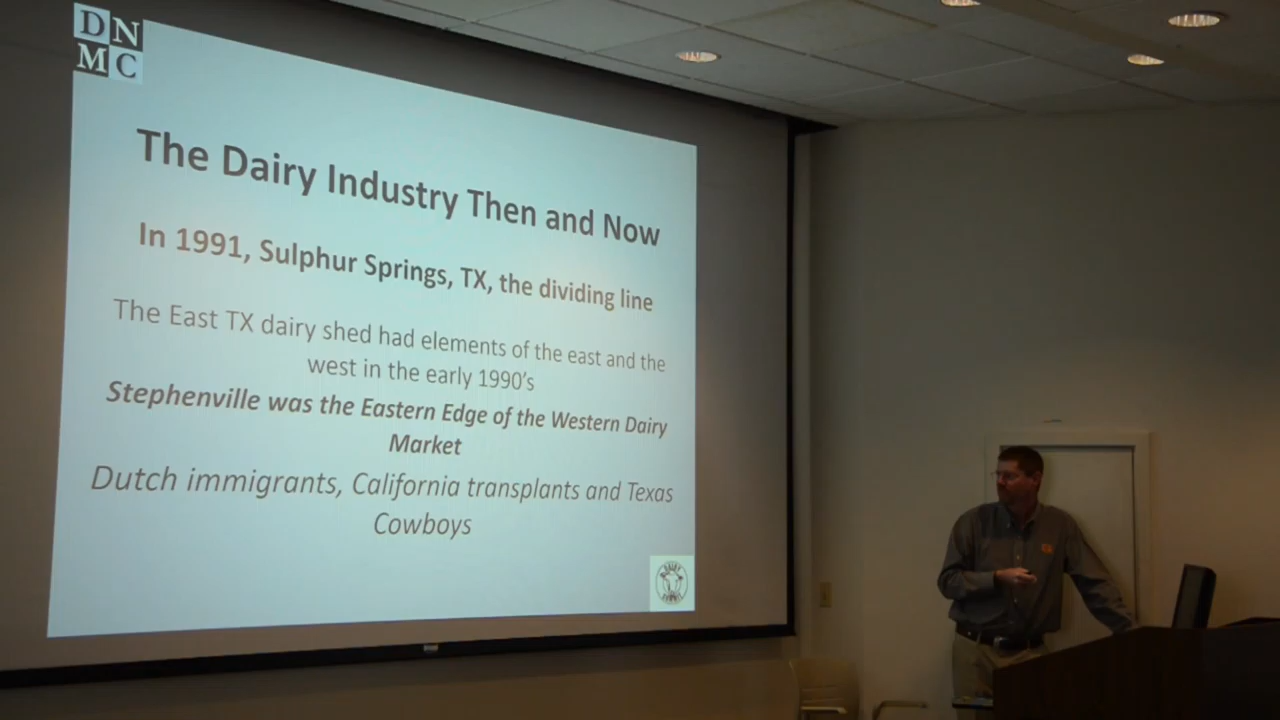 DN
MC
The Dairy Industry Then and Now
In 1991, Sulphur Springs, TX, the dividing line
The East TX dairy shed had elements of the east and the
west in the early 1990's
Stephenville was the Eastern Edge of the Western Dairy
Market
Dutch immigrants, California transplants and Texas
Cowboys